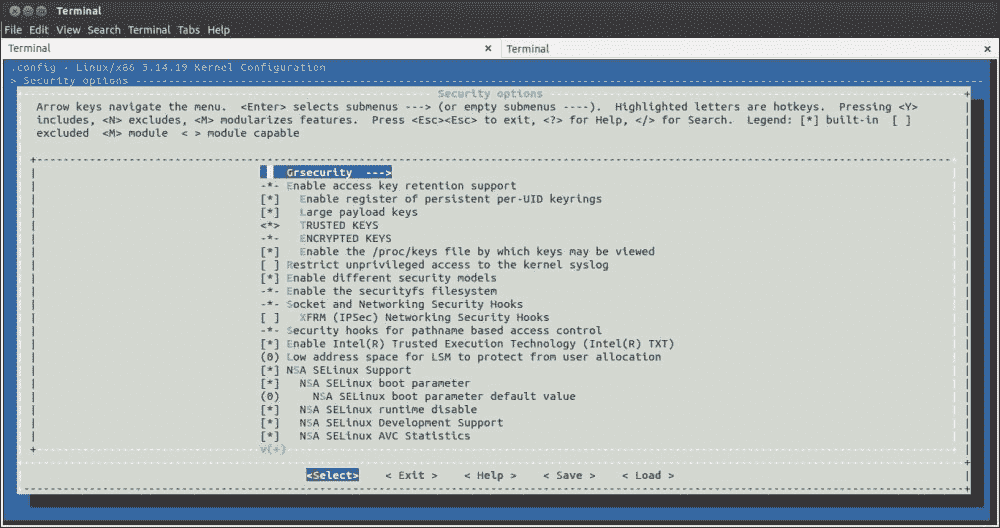 Terminal
File Edit View Search Terminal Tabs Help
Terminal × Terminal ×
.config - Linux/x86 3.14.19 Kernel Configuration
> Security options
Security options
Arrow keys navigate the menu. <Enter> selects submenus ---> (or empty submenus ----). Highlighted letters are hotkeys. Pressing <Y>
includes, <N> excludes, <M> modularizes features. Press <Esc><Esc> to exit, <?> for Help, </> for Search. Legend: [*] built-in [ ]
excluded <M> module < > module capable
Grsecurity --->
-*- Enable access key retention support
[*] Enable register of persistent per-UID keyrings
[*] Large payload keys
<*> TRUSTED KEYS
-*- ENCRYPTED KEYS
[*] Enable the /proc/keys file by which keys may be viewed
[ ] Restrict unprivileged access to the kernel syslog
[*] Enable different security models
-*- Enable the securityfs filesystem
-*- Socket and Networking Security Hooks
[ ] XFRM (IPSec) Networking Security Hooks
-*- Security hooks for pathname based access control
[*] Enable Intel(R) Trusted Execution Technology (Intel(R) TXT)
(0) Low address space for LSM to protect from user allocation
[*] NSA SELinux Support
[*] NSA SELinux boot parameter
(0) NSA SELinux boot parameter default value
[*] NSA SELinux runtime disable
[*] NSA SELinux Development Support
[*] NSA SELinux AVC Statistics
v(+)
<Select> < Exit > < Help > < Save > < Load >